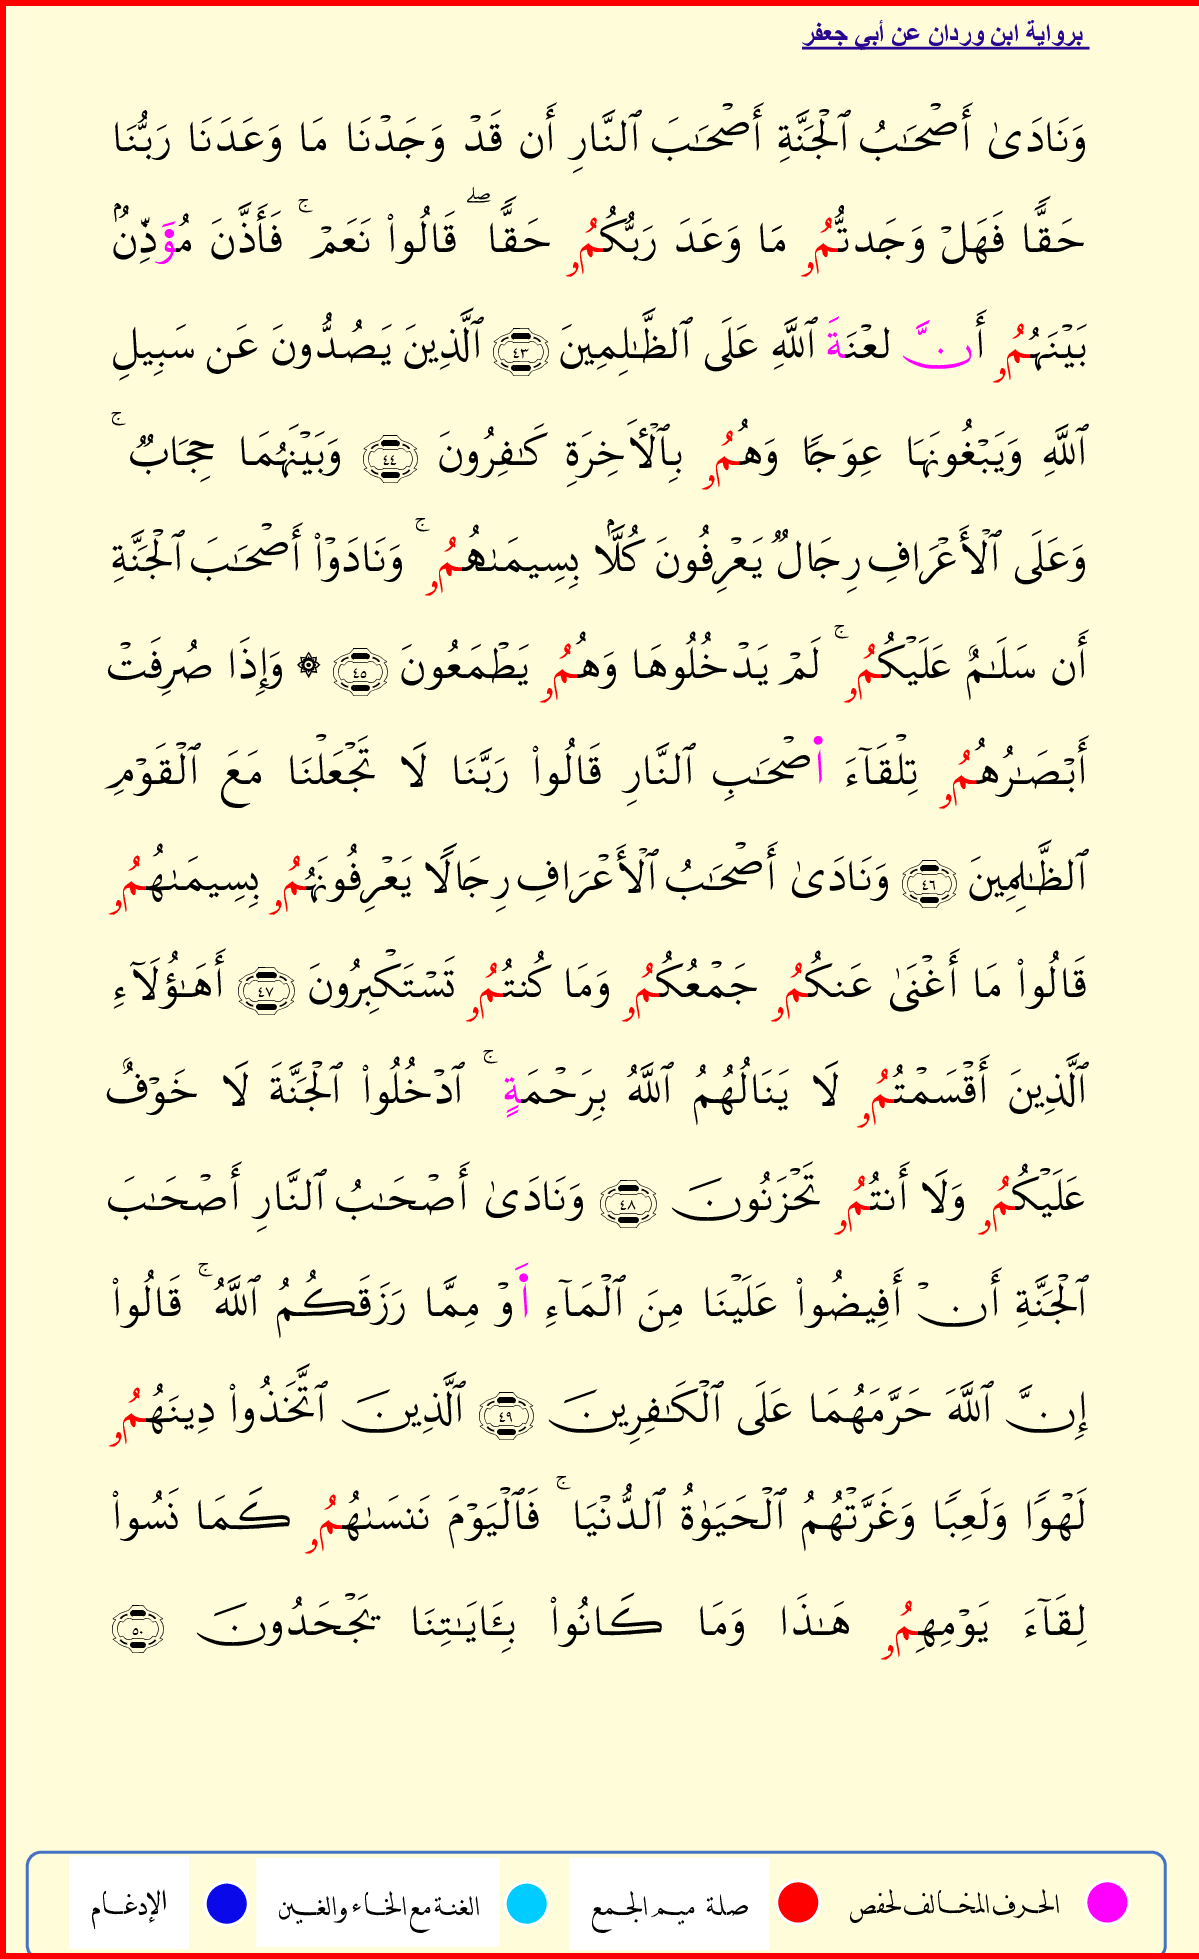 برواية ابن وردان عن أبي جعفر
وَنَادَىٰ أَصْحَـٰبُ ٱلْجَنَّةِ أَصْحَـٰبَ ٱلنَّارِ أَن قَدْ وَجَدْنَا مَا وَعَدَنَا رَبُّنَا
حَقًّا فَهَلْ وَجَدتُّمُۥ مَا وَعَدَ رَبُّكُمُۥ حَقًّا ۖ قَالُوا۟ نَعَمْ ۚ فَأَذَّنَ مُوَ۬ذِّنٌۢ
بَيْنَهُمُۥ أَنَّ لعْنَةَ ٱللَّهِ عَلَى ٱلظَّـٰلِمِينَ ٤٣ ٱلَّذِينَ يَصُدُّونَ عَن سَبِيلِ
ٱللَّهِ وَيَبْغُونَهَا عِوَجًا وَهُمُۥ بِٱلْأَخِرَةِ كَـٰفِرُونَ ٤٤ وَبَيْنَهُمَا حِجَابٌ ۚ
وَعَلَى ٱلْأَعْرَافِ رِجَالٌ يَعْرِفُونَ كُلًّۢا بِسِيمَىٰهُمُۥ ۚ وَنَادَوْا۟ أَصْحَـٰبَ ٱلْجَنَّةِ
أَن سَلَـٰمٌ عَلَيْكُمُۥ ۚ لَمْ يَدْخُلُوهَا وَهُمُۥ يَطْمَعُونَ ٤٥ ۞ وَإِذَا صُرِفَتْ
أَبْصَـٰرُهُمُۥ تِلْقَآءَ ا۬صْحَـٰبِ ٱلنَّارِ قَالُوا۟ رَبَّنَا لَا تَجْعَلْنَا مَعَ ٱلْقَوْمِ
ٱلظَّـٰلِمِينَ ٤٦ وَنَادَىٰ أَصْحَـٰبُ ٱلْأَعْرَافِ رِجَالًا يَعْرِفُونَهُمُۥ بِسِيمَىٰهُمُۥ
قَالُوا۟ مَا أَغْنَىٰ عَنكُمُۥ جَمْعُكُمُۥ وَمَا كُنتُمُۥ تَسْتَكْبِرُونَ ٤٧ أَهَـٰؤُلَآءِ
ٱلَّذِينَ أَقْسَمْتُمُۥ لَا يَنَالُهُمُ ٱللَّهُ بِرَحْمَةٍ ۚ ٱدْخُلُوا۟ ٱلْجَنَّةَ لَا خَوْفٌ
عَلَيْكُمُۥ وَلَا أَنتُمُۥ تَحْزَنُونَ ٤٨ وَنَادَىٰ أَصْحَـٰبُ ٱلنَّارِ أَصْحَـٰبَ
ٱلْجَنَّةِ أَنْ أَفِيضُوا۟ عَلَيْنَا مِنَ ٱلْمَآءِ اَ۬وْ مِمَّا رَزَقَكُمُ ٱللَّهُ ۚ قَالُوا۟
إِنَّ ٱللَّهَ حَرَّمَهُمَا عَلَى ٱلْكَـٰفِرِينَ ٤٩ ٱلَّذِينَ ٱتَّخَذُوا۟ دِينَهُمُۥ
لَهْوًا وَلَعِبًا وَغَرَّتْهُمُ ٱلْحَيَوٰةُ ٱلدُّنْيَا ۚ فَٱلْيَوْمَ نَنسَىٰهُمُۥ كَمَا نَسُوا۟
لِقَآءَ يَوْمِهِمُۥ هَـٰذَا وَمَا كَانُوا۟ بِـَٔايَـٰتِنَا يَجْحَدُونَ ٥٠
الحرف المخالف لحفص صلة ميم الجمع الغنة مع الخاء والغين الإدغام